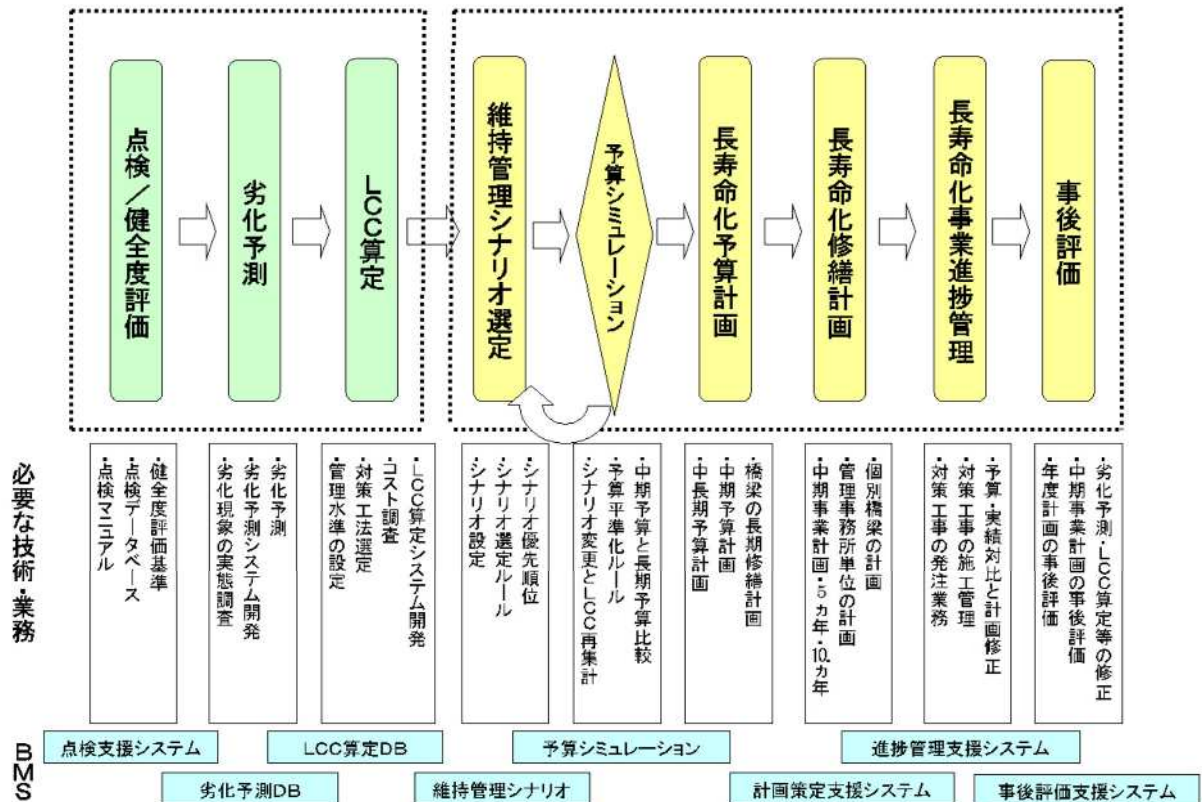 点検／健全度評価
劣化予測
LCC算定
維持管理シナリオ選定
予算シミュレーション
長寿命化予算計画
長寿命化修繕計画
長寿命化事業進捗管理
事後評価
必要な技術・業務
・健全度評価基準
・点検データベース
・点検マニュアル
・劣化予測
・劣化予測システム開発
・劣化現象の実態調査
・LCC算定システム開発
・コスト調査
・対策工法選定
・管理水準の設定
・シナリオ優先順位
・シナリオ選定ルール
・シナリオ設定
・中期予算と長期予算比較
・予算平準化ルール
・シナリオ変更とLCC再集計
・橋梁の長期修繕計画
・中期予算計画
・中長期予算計画
・個別橋梁の計画
・管理事務所単位の計画
・中期事業計画・5ヵ年・10ヵ年
・予算・実績対比と計画修正
・対策工事の施工管理
・対策工事の発注業務
・劣化予測・LCC算定等の修正
・中期事業計画の事後評価
・年度計画の事後評価
BMS
点検支援システム
劣化予測DB
LCC算定DB
維持管理シナリオ
予算シミュレーション
計画策定支援システム
進捗管理支援システム
事後評価支援システム